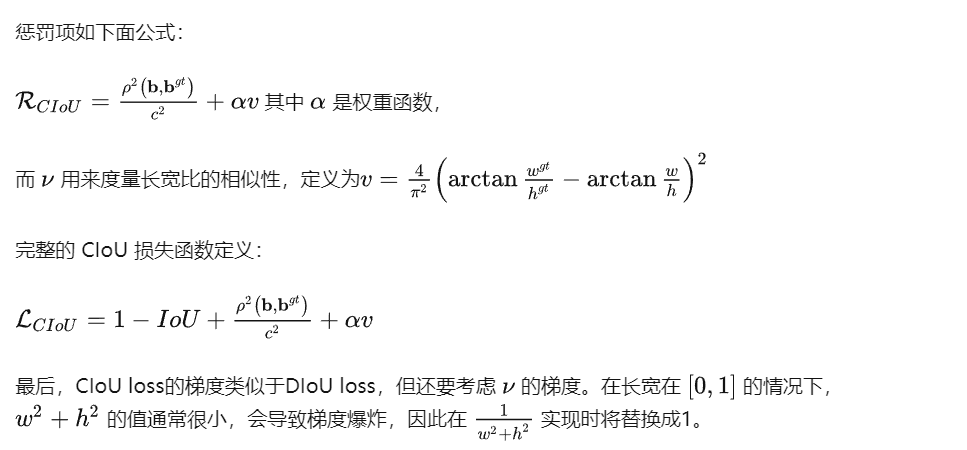 惩罚项如下面公式：
$\mathcal{R}_{CIoU} = \frac{\rho^2(\mathbf{b},\mathbf{b}^{gt})}{c^2} + \alpha v$ 其中 $\alpha$ 是权重函数，
而 $\nu$ 用来度量长宽比的相似性，定义为$v = \frac{4}{\pi^2}\left(\arctan\frac{w^{gt}}{h^{gt}} - \arctan\frac{w}{h}\right)^2$
完整的 CIoU 损失函数定义：
$\mathcal{L}_{CIoU} = 1 - IoU + \frac{\rho^2(\mathbf{b},\mathbf{b}^{gt})}{c^2} + \alpha v$
最后，CIoU loss的梯度类似于DIoU loss，但还要考虑 $\nu$ 的梯度。在长宽在 $[0,1]$ 的情况下，
$w^2 + h^2$ 的值通常很小，会导致梯度爆炸，因此在 $\frac{1}{w^2+h^2}$ 实现时将替换成1。